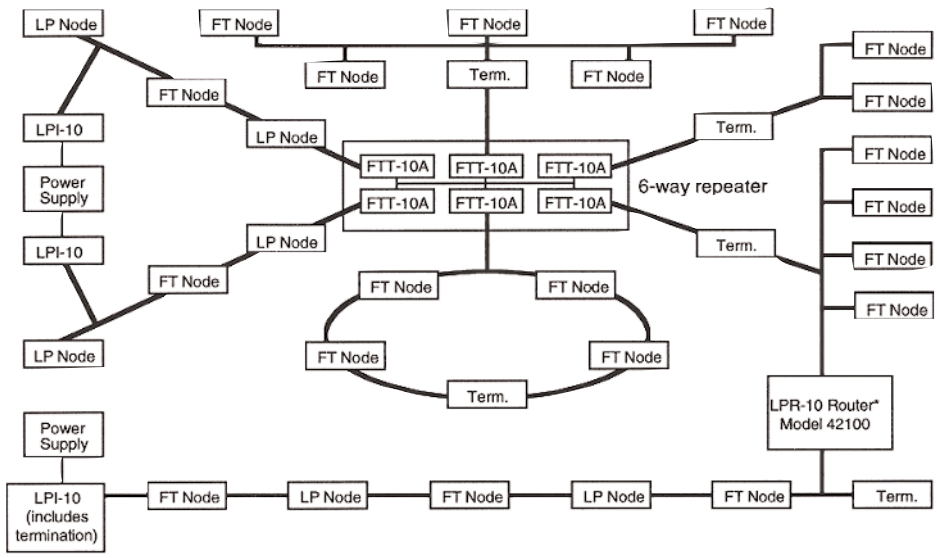 LP Node
FT Node
FT Node
FT Node
FT Node
FT Node
FT Node
Term.
FT Node
FT Node
LPI-10
LP Node
Term.
FTT-10A
FTT-10A
FTT-10A
FT Node
Power
Supply
6-way repeater
FTT-10A
FTT-10A
FTT-10A
FT Node
LPI-10
LP Node
Term.
FT Node
FT Node
FT Node
FT Node
FT Node
LP Node
FT Node
FT Node
Term.
LPR-10 Router*
Model 42100
Power
Supply
LPI-10
(includes
termination)
FT Node
LP Node
FT Node
LP Node
FT Node
Term.